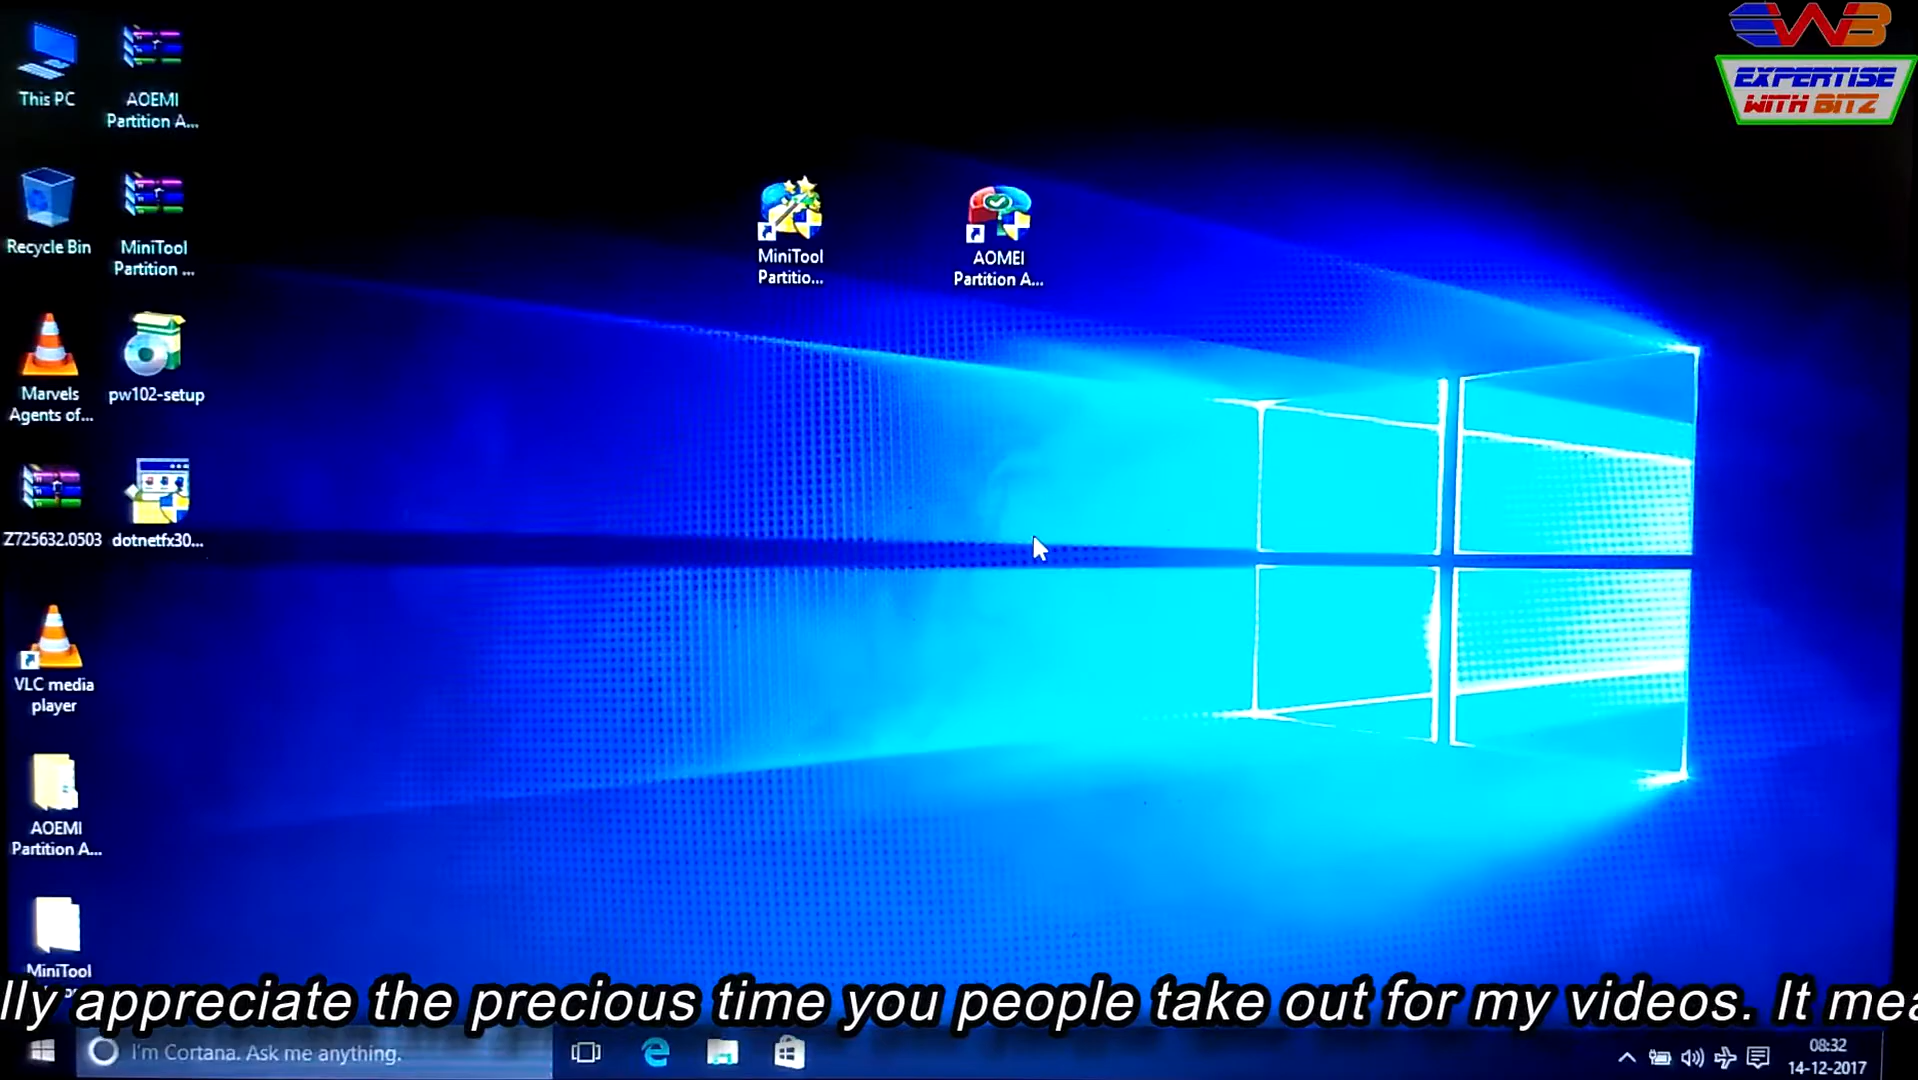 EWB
EXPERTISE
WITH BITZ
This PC
AOEMI
Partition A...
Recycle Bin
MiniTool
Partition ...
MiniTool
Partitio...
AOMEI
Partition A...
Marvels
Agents of...
pw102-setup
Z725632.0503
dotnetfx30...
VLC media
player
AOEMI
Partition A...
MiniTool
lly appreciate the precious time you people take out for my videos. It mea
I'm Cortana. Ask me anything.
08:32
14-12-2017